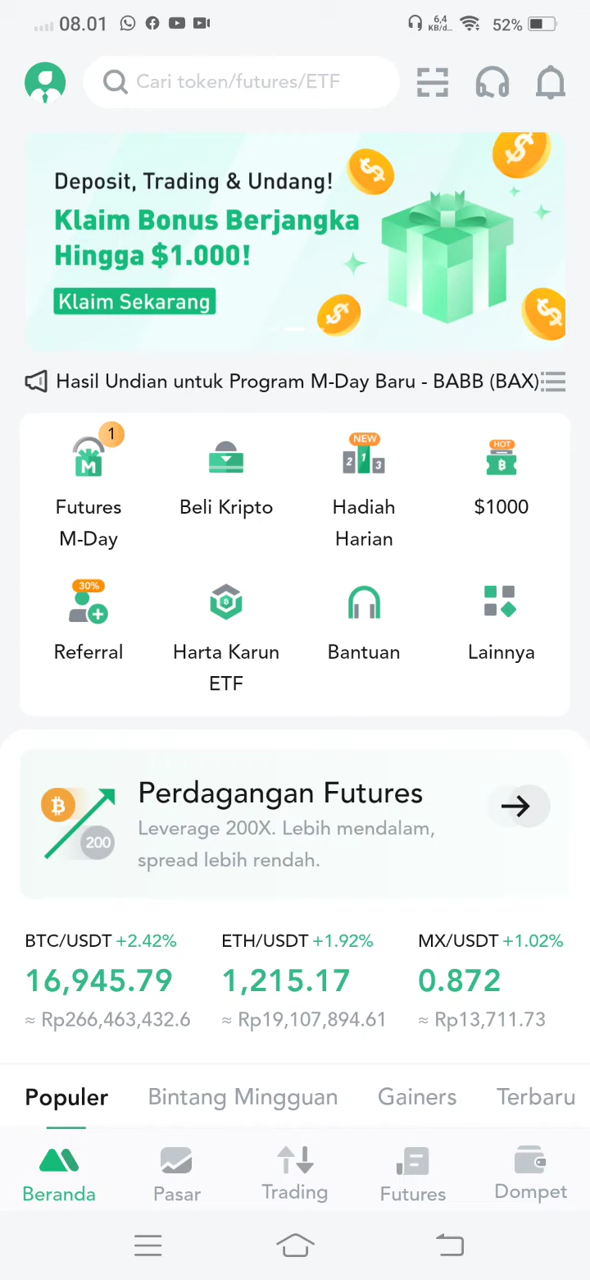 08.01
6,4
KB/d...
52%
Cari token/futures/ETF
Deposit, Trading & Undang!
Klaim Bonus Berjangka
Hingga $1.000!
Klaim Sekarang
Hasil Undian untuk Program M-Day Baru - BABB (BAX)
1
M
NEW
2 1 3
HOT
Futures
M-Day
Beli Kripto
Hadiah
Harian
$1000
30%
Referral
Harta Karun
ETF
Bantuan
Lainnya
Perdagangan Futures
Leverage 200X. Lebih mendalam,
spread lebih rendah.
200
BTC/USDT +2.42%
ETH/USDT +1.92%
MX/USDT +1.02%
16,945.79
1,215.17
0.872
≈ Rp266,463,432.6
≈ Rp19,107,894.61
≈ Rp13,711.73
Populer
Bintang Mingguan
Gainers
Terbaru
Beranda
Pasar
Trading
Futures
Dompet